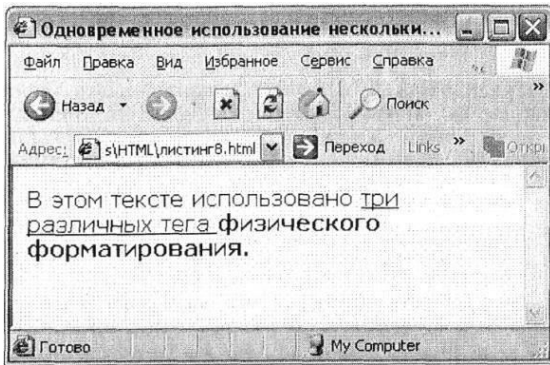 Одновременное использование нескольки...
Файл Правка Вид Избранное Сервис Справка
Назад Поиск »
Адрес: s\HTML\листинг8.html Переход Links »
В этом тексте использовано три
различных тега физического
форматирования.
Готово My Computer